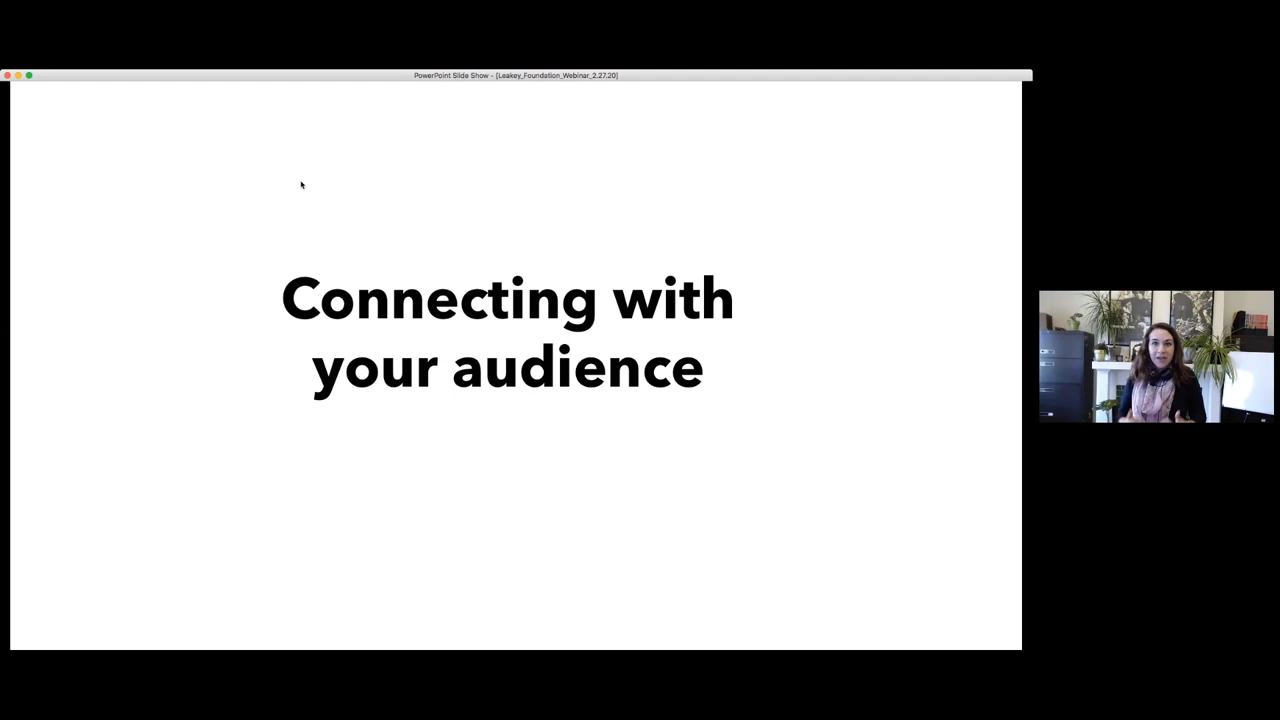 PowerPoint Slide Show - [Leakey_Foundation_Webinar_2.27.20]
Connecting with
your audience